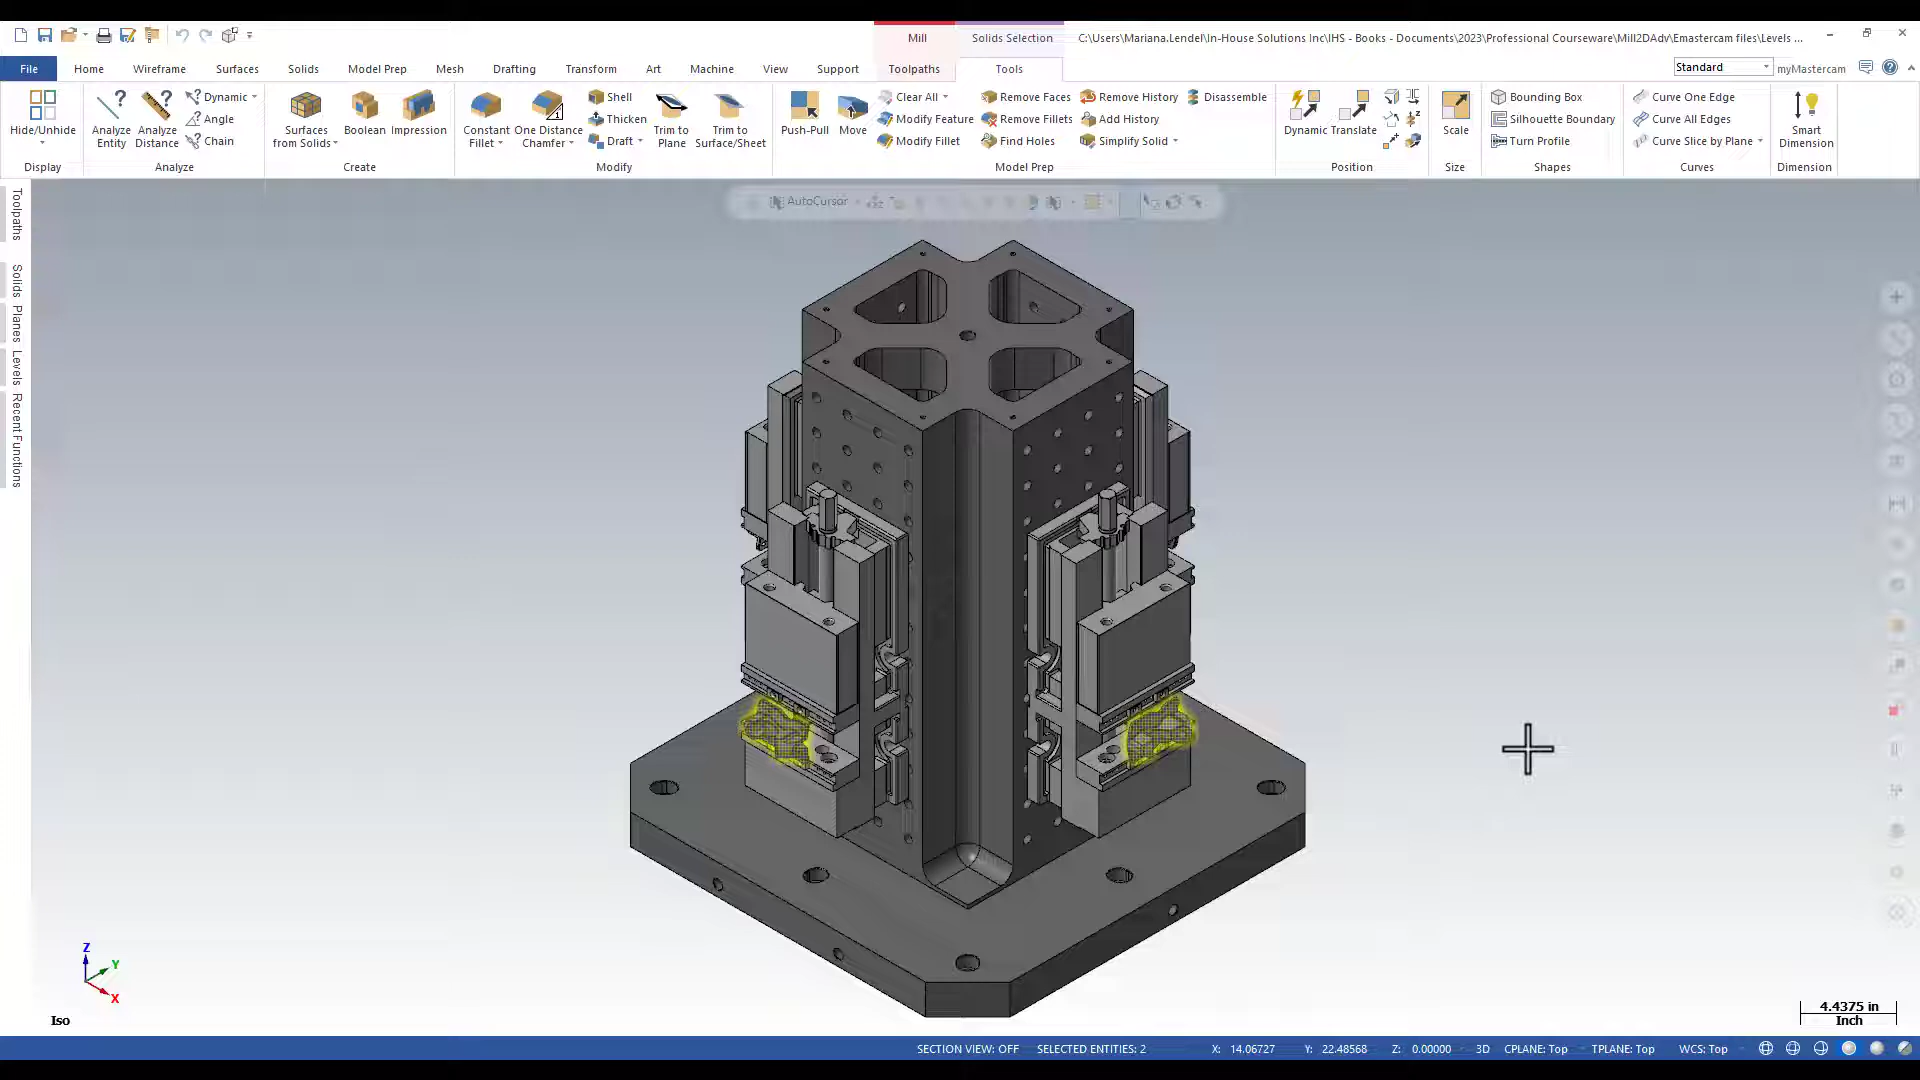 Mill
Solids Selection
C:\Users\Mariana.Lendel\In-House Solutions Inc\IHS - Books - Documents\2023\Professional Courseware\Mill2DAdv\Emastercam files\Levels ...
File
Home
Wireframe
Surfaces
Solids
Model Prep
Mesh
Drafting
Transform
Art
Machine
View
Support
Toolpaths
Tools
Standard
myMastercam
Hide/Unhide
Display
Analyze Entity
Analyze Distance
Dynamic
Angle
Chain
Analyze
Surfaces from Solids
Boolean
Impression
Create
Constant Fillet
One Distance Chamfer
Shell
Thicken
Draft
Trim to Plane
Trim to Surface/Sheet
Modify
Push-Pull
Move
Clear All
Modify Feature
Modify Fillet
Remove Faces
Remove Fillets
Find Holes
Remove History
Add History
Simplify Solid
Disassemble
Model Prep
Dynamic
Translate
Position
Scale
Size
Bounding Box
Silhouette Boundary
Turn Profile
Shapes
Curve One Edge
Curve All Edges
Curve Slice by Plane
Curves
Smart Dimension
Dimension
AutoCursor
Toolpaths
Solids
Planes
Levels
Recent Functions
Z
Y
X
Iso
4.4375 in
Inch
SECTION VIEW: OFF
SELECTED ENTITIES: 2
X: 14.06727
Y: 22.48568
Z: 0.00000
3D
CPLANE: Top
TPLANE: Top
WCS: Top